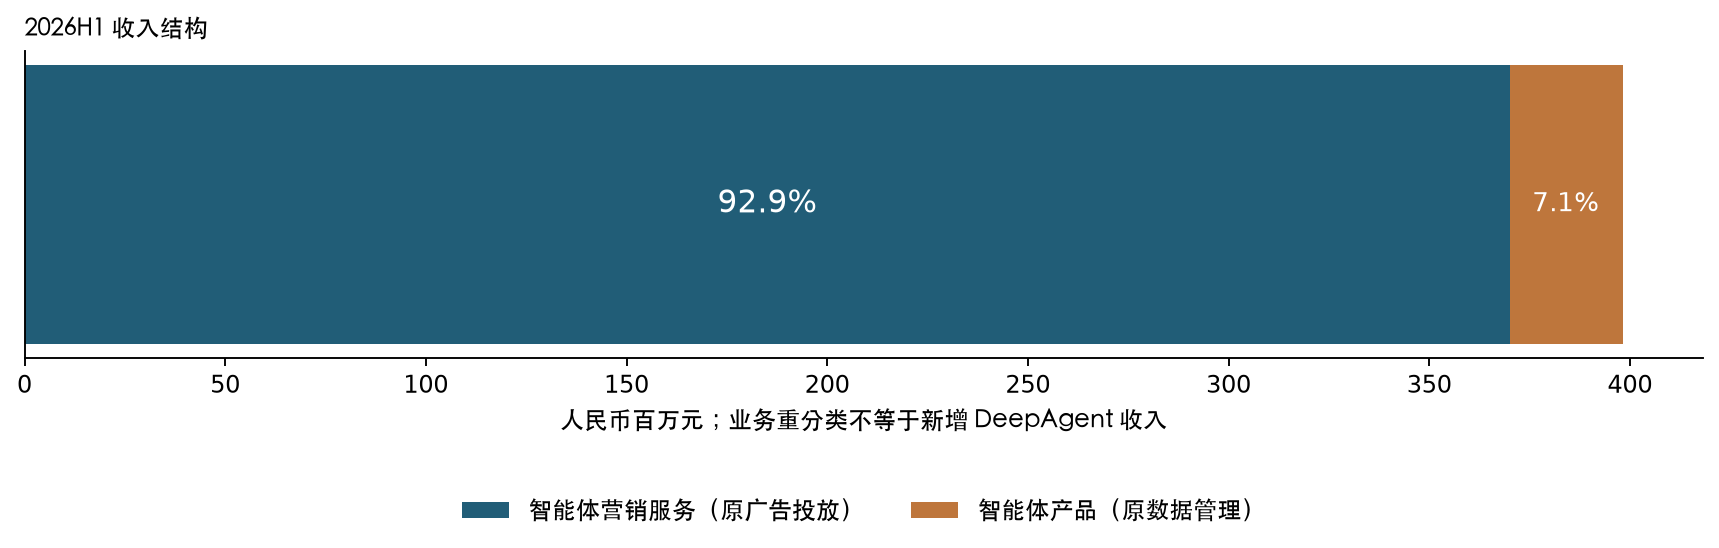 2026H1 收入结构
92.9%
7.1%
0 50 100 150 200 250 300 350 400
人民币百万元；业务重分类不等于新增 DeepAgent 收入
智能体营销服务（原广告投放） 智能体产品（原数据管理）